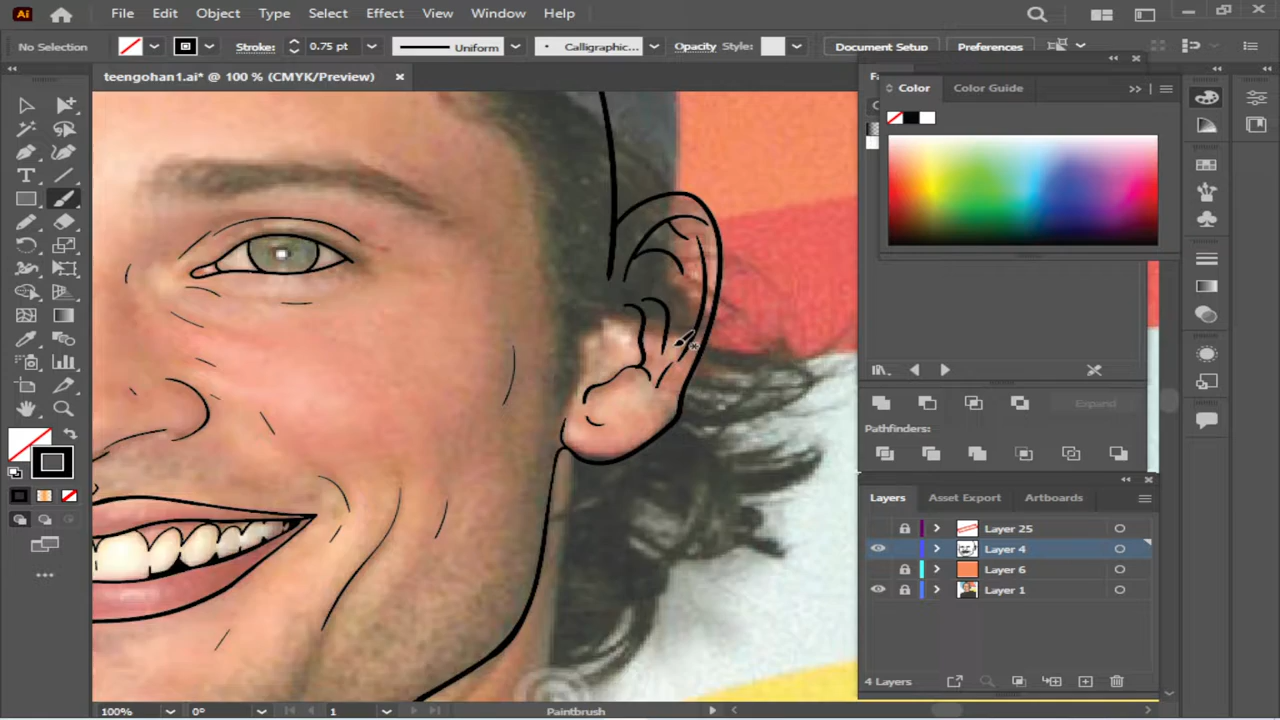 Ai File Edit Object Type Select Effect View Window Help
No Selection Stroke: 0.75 pt Uniform Calligraphic... Opacity Style: Document Setup Preferences
teengohan1.ai* @ 100 % (CMYK/Preview) ×
Color Color Guide
Expand
Pathfinders:
Layers Asset Export Artboards
Layer 25
Layer 4
Layer 6
Layer 1
4 Layers
100% 0° 1 Paintbrush